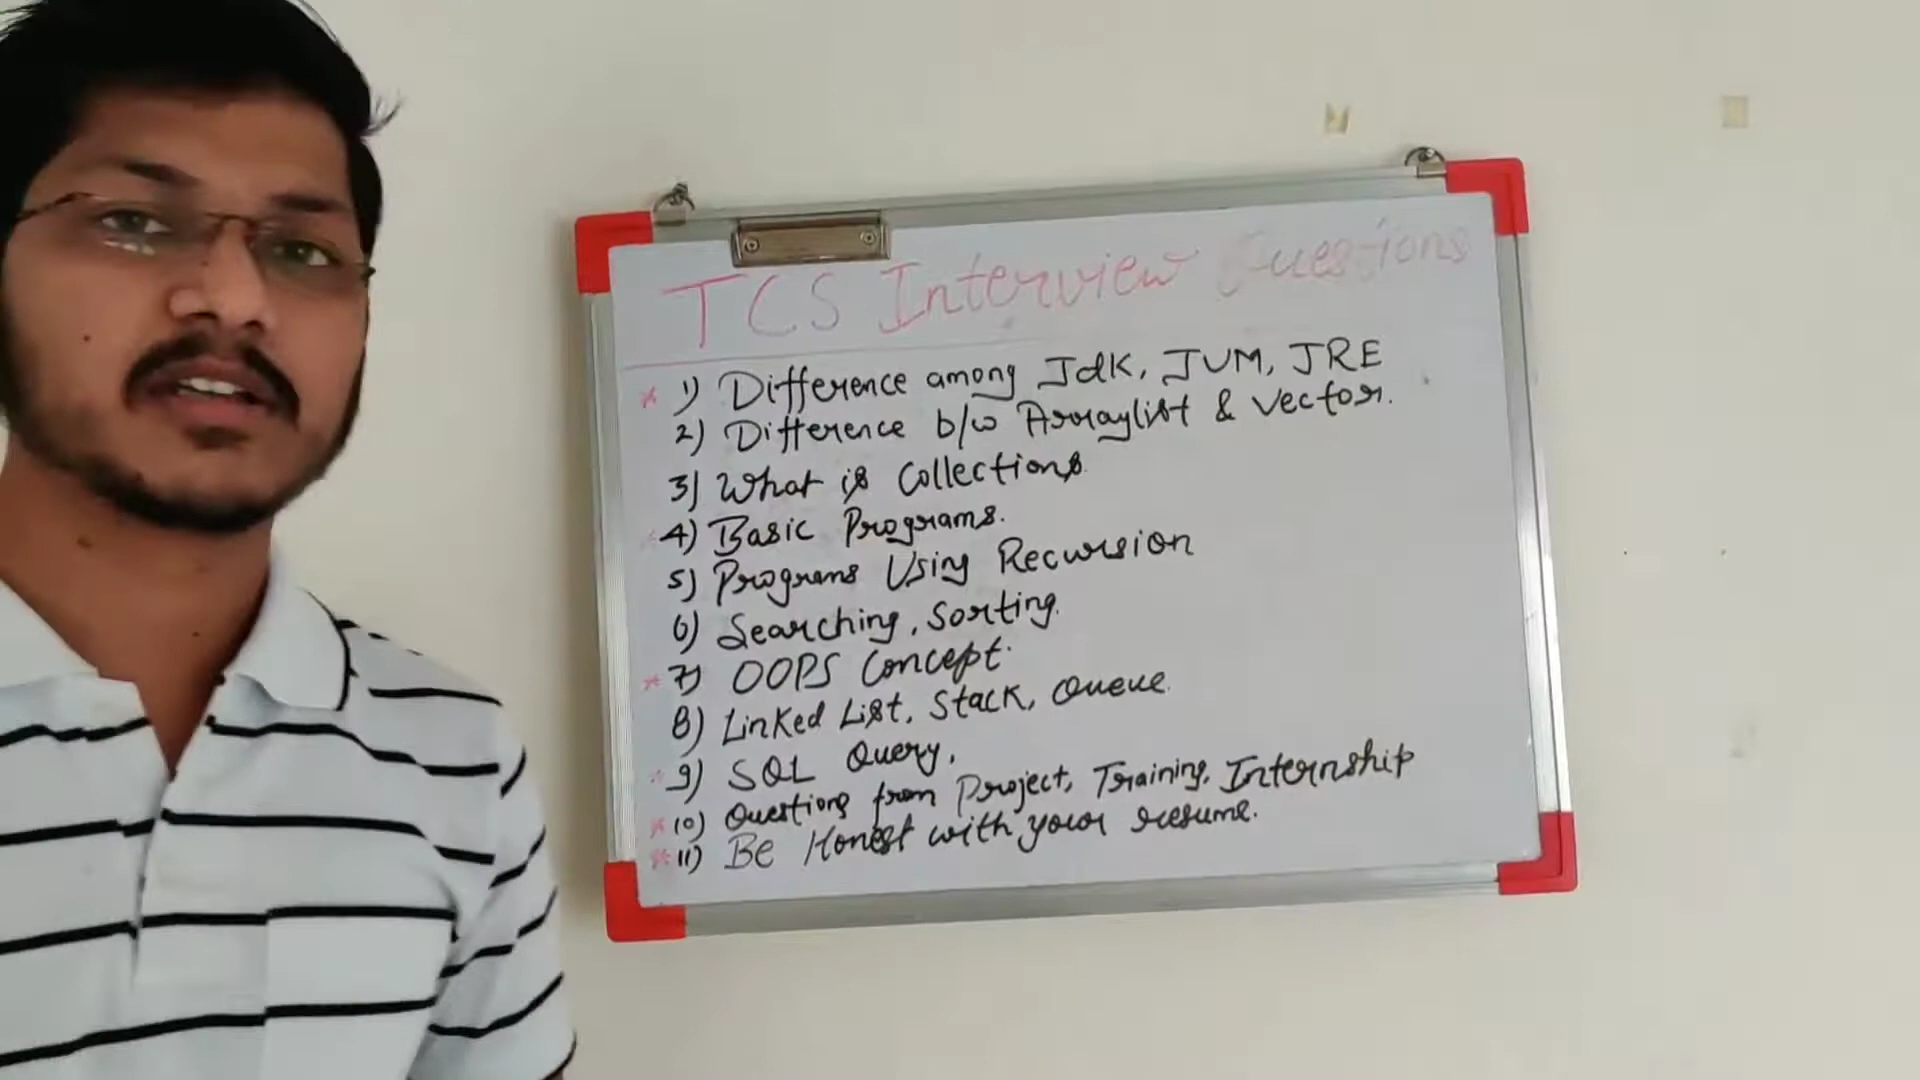 TCS Interview Questions
* 1) Difference among JdK, JVM, JRE
2) Difference b/w Arraylist & Vector.
3) What is Collections
* 4) Basic Programs.
5) Programs Using Recursion
6) Searching, Sorting.
* 7) OOPS Concept.
8) Linked List, Stack, Queue.
* 9) SQL Query.
* 10) Questions from Project, Training, Internship
* 11) Be Honest with your resume.